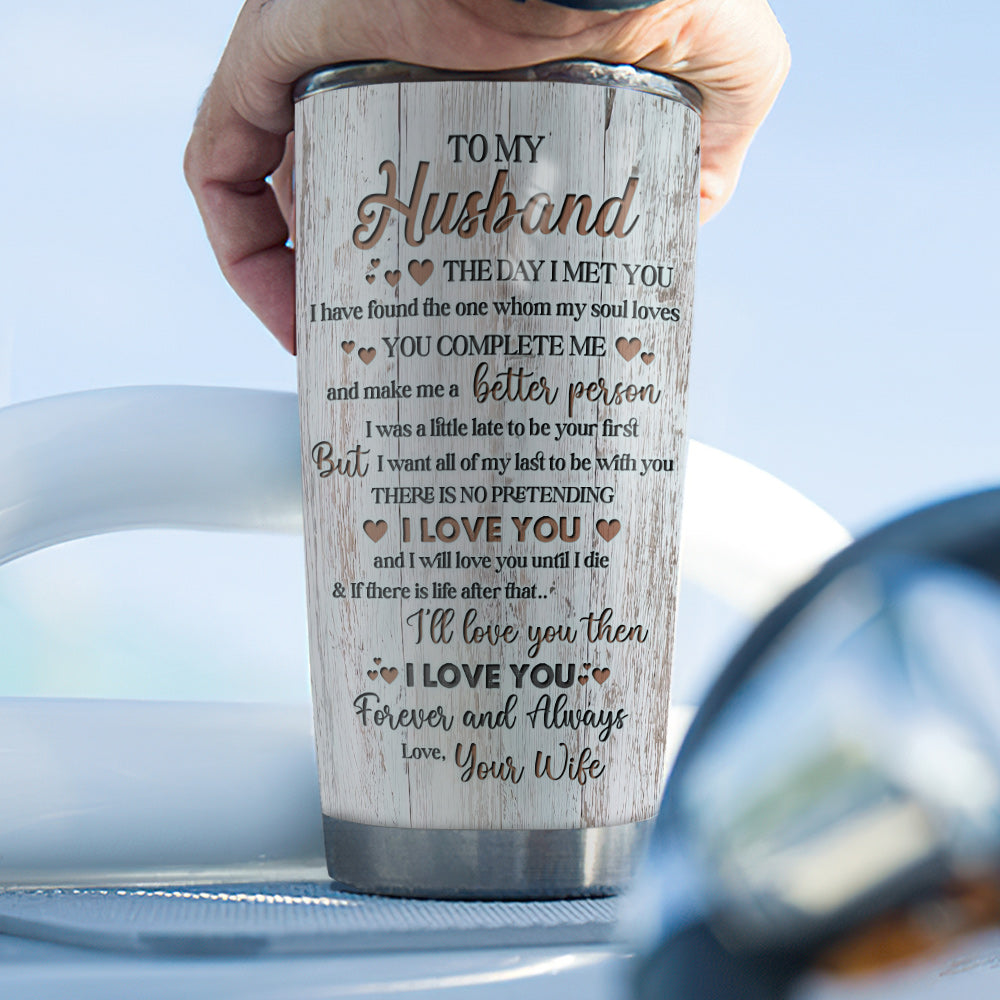 TO MY
Husband
THE DAY I MET YOU
I have found the one whom my soul loves
YOU COMPLETE ME
and make me a better person
I was a little late to be your first
But I want all of my last to be with you
THERE IS NO PRETENDING
I LOVE YOU
and I will love you until I die
& If there is life after that..
I'll love you then
I LOVE YOU
Forever and Always
Love, Your Wife